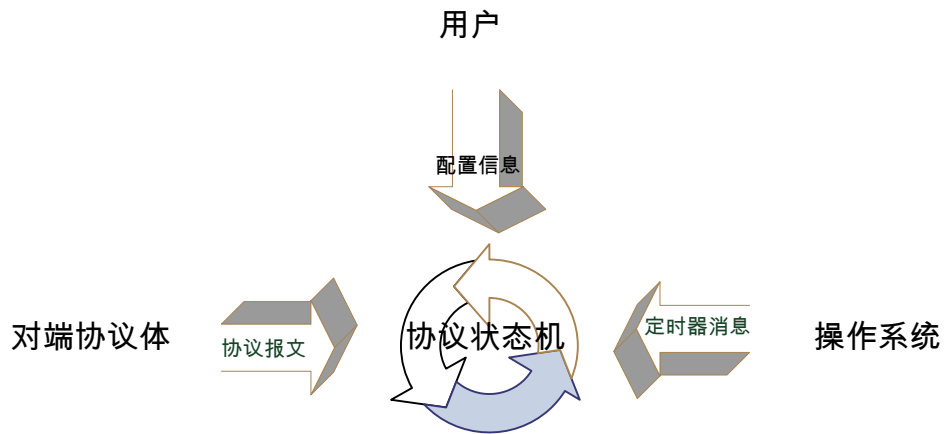 用户
配置信息
对端协议体
协议报文
协议状态机
定时器消息
操作系统